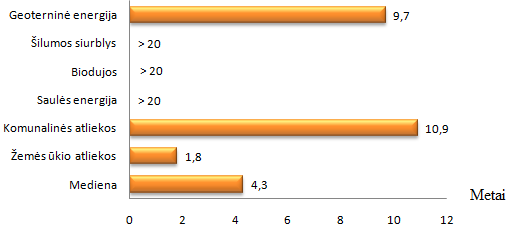 Geoterninė energija 9,7
Šilumos siurblys > 20
Biodujos > 20
Saulės energija > 20
Komunalinės atliekos 10,9
Žemės ūkio atliekos 1,8
Mediena 4,3
Metai
0 2 4 6 8 10 12